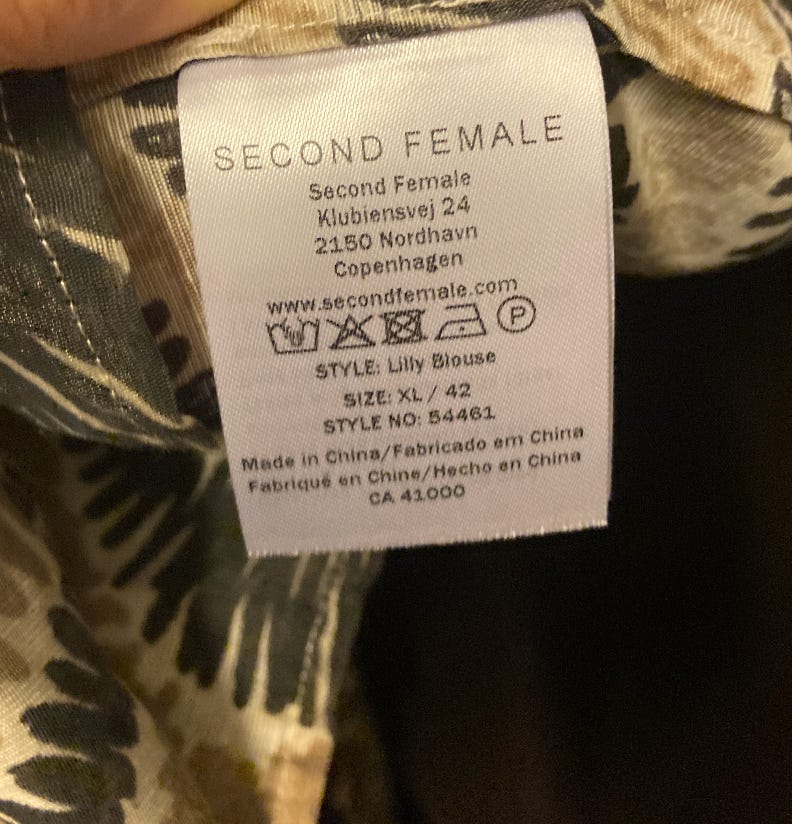 SECOND FEMALE
Second Female
Klubiensvej 24
2150 Nordhavn
Copenhagen
www.secondfemale.com
P
STYLE: Lilly Blouse
SIZE: XL / 42
STYLE NO: 54461
Made in China/Fabricado em China
Fabriqué en Chine/Hecho en China
CA 41000